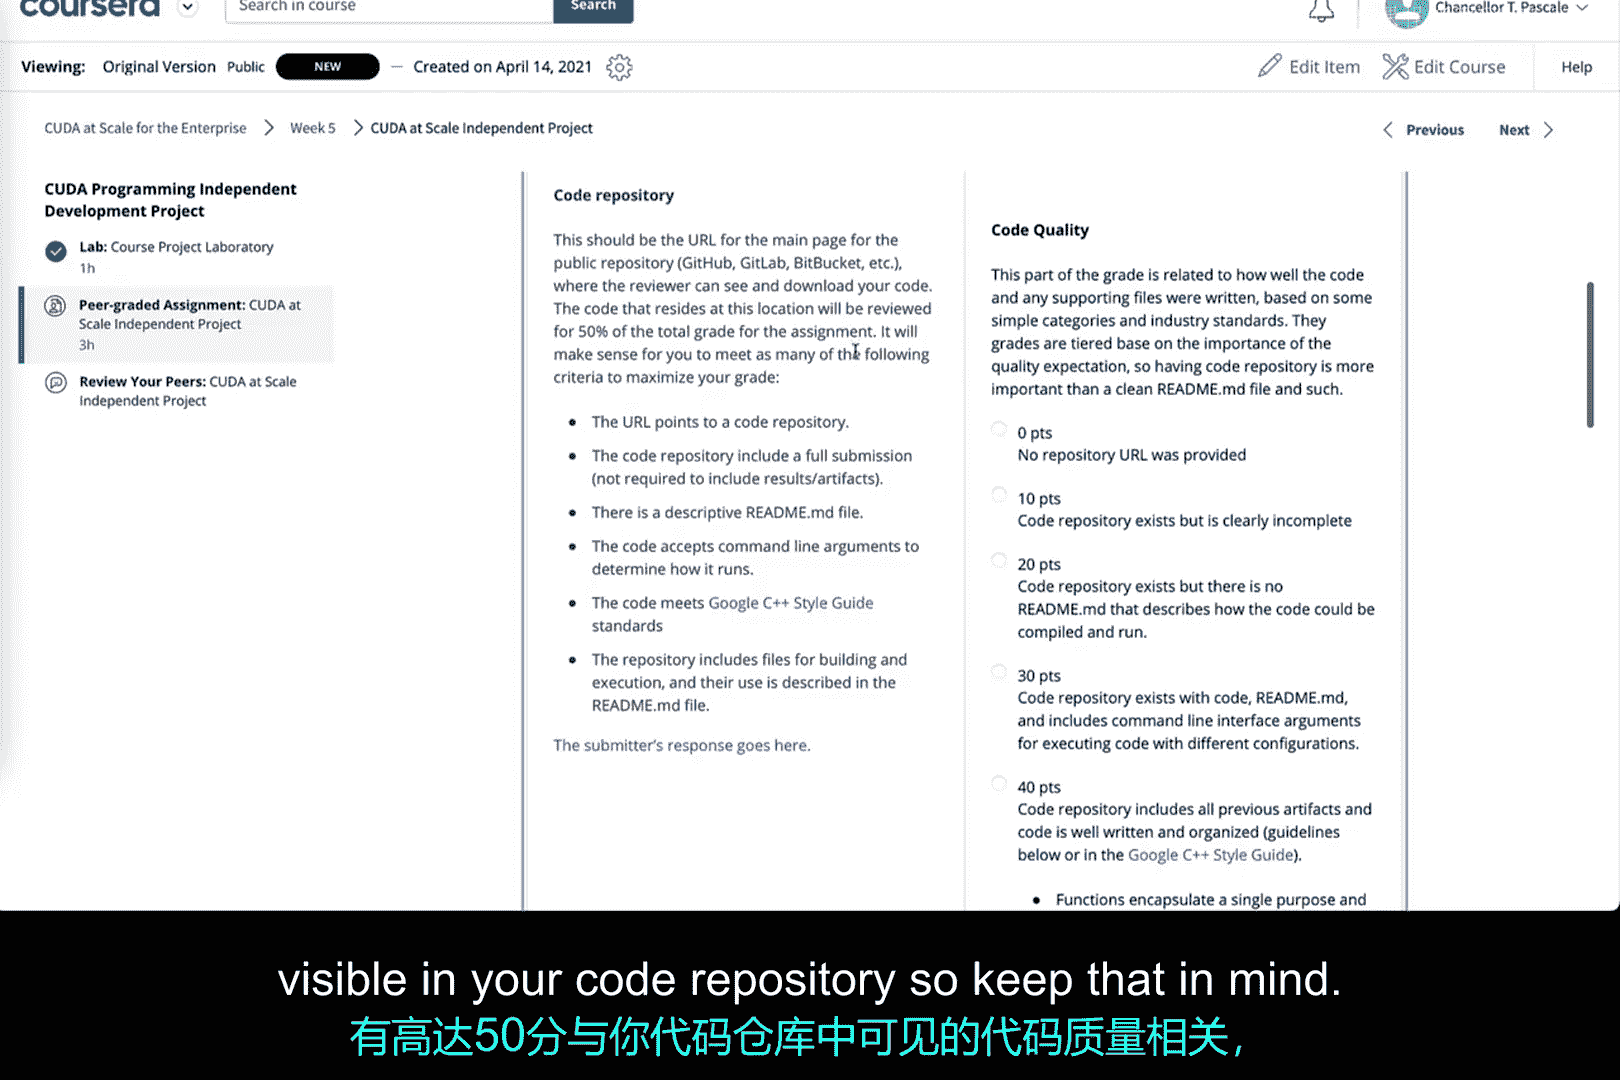 coursera
Search in course
Search
Chancellor T. Pascale
Viewing: Original Version Public NEW — Created on April 14, 2021
Edit Item
Edit Course
Help
CUDA at Scale for the Enterprise > Week 5 > CUDA at Scale Independent Project
< Previous
Next >
CUDA Programming Independent
Development Project
Lab: Course Project Laboratory
1h
Peer-graded Assignment: CUDA at
Scale Independent Project
3h
Review Your Peers: CUDA at Scale
Independent Project
Code repository
This should be the URL for the main page for the
public repository (GitHub, GitLab, BitBucket, etc.),
where the reviewer can see and download your code.
The code that resides at this location will be reviewed
for 50% of the total grade for the assignment. It will
make sense for you to meet as many of the following
criteria to maximize your grade:
• The URL points to a code repository.
• The code repository include a full submission
(not required to include results/artifacts).
• There is a descriptive README.md file.
• The code accepts command line arguments to
determine how it runs.
• The code meets Google C++ Style Guide
standards
• The repository includes files for building and
execution, and their use is described in the
README.md file.
The submitter's response goes here.
Code Quality
This part of the grade is related to how well the code
and any supporting files were written, based on some
simple categories and industry standards. They
grades are tiered base on the importance of the
quality expectation, so having code repository is more
important than a clean README.md file and such.
0 pts
No repository URL was provided
10 pts
Code repository exists but is clearly incomplete
20 pts
Code repository exists but there is no
README.md that describes how the code could be
compiled and run.
30 pts
Code repository exists with code, README.md,
and includes command line interface arguments
for executing code with different configurations.
40 pts
Code repository includes all previous artifacts and
code is well written and organized (guidelines
below or in the Google C++ Style Guide).
• Functions encapsulate a single purpose and
visible in your code repository so keep that in mind.
有高达50分与你代码仓库中可见的代码质量相关，